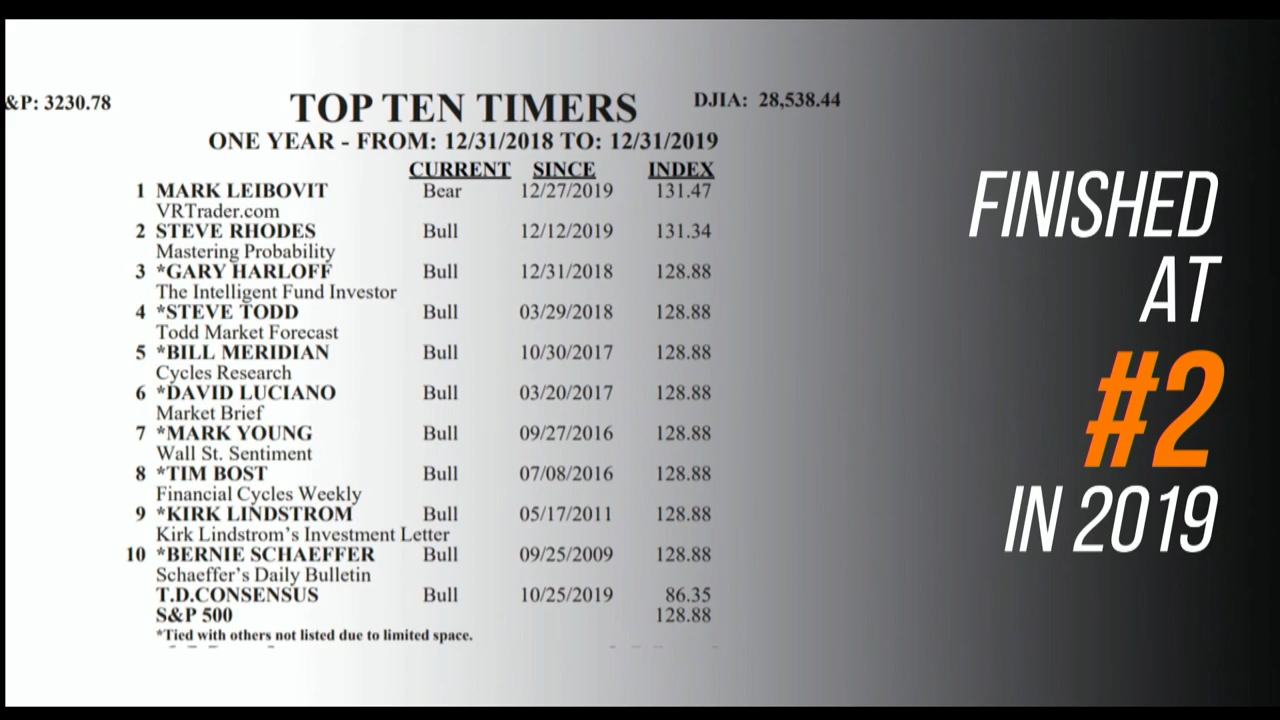 &P: 3230.78
TOP TEN TIMERS
DJIA: 28,538.44
ONE YEAR - FROM: 12/31/2018 TO: 12/31/2019
CURRENT SINCE INDEX
1 MARK LEIBOVIT Bear 12/27/2019 131.47
VRTrader.com
2 STEVE RHODES Bull 12/12/2019 131.34
Mastering Probability
3 *GARY HARLOFF Bull 12/31/2018 128.88
The Intelligent Fund Investor
4 *STEVE TODD Bull 03/29/2018 128.88
Todd Market Forecast
5 *BILL MERIDIAN Bull 10/30/2017 128.88
Cycles Research
6 *DAVID LUCIANO Bull 03/20/2017 128.88
Market Brief
7 *MARK YOUNG Bull 09/27/2016 128.88
Wall St. Sentiment
8 *TIM BOST Bull 07/08/2016 128.88
Financial Cycles Weekly
9 *KIRK LINDSTROM Bull 05/17/2011 128.88
Kirk Lindstrom's Investment Letter
10 *BERNIE SCHAEFFER Bull 09/25/2009 128.88
Schaeffer's Daily Bulletin
T.D.CONSENSUS Bull 10/25/2019 86.35
S&P 500 128.88
*Tied with others not listed due to limited space.
FINISHED
AT
#2
IN 2019